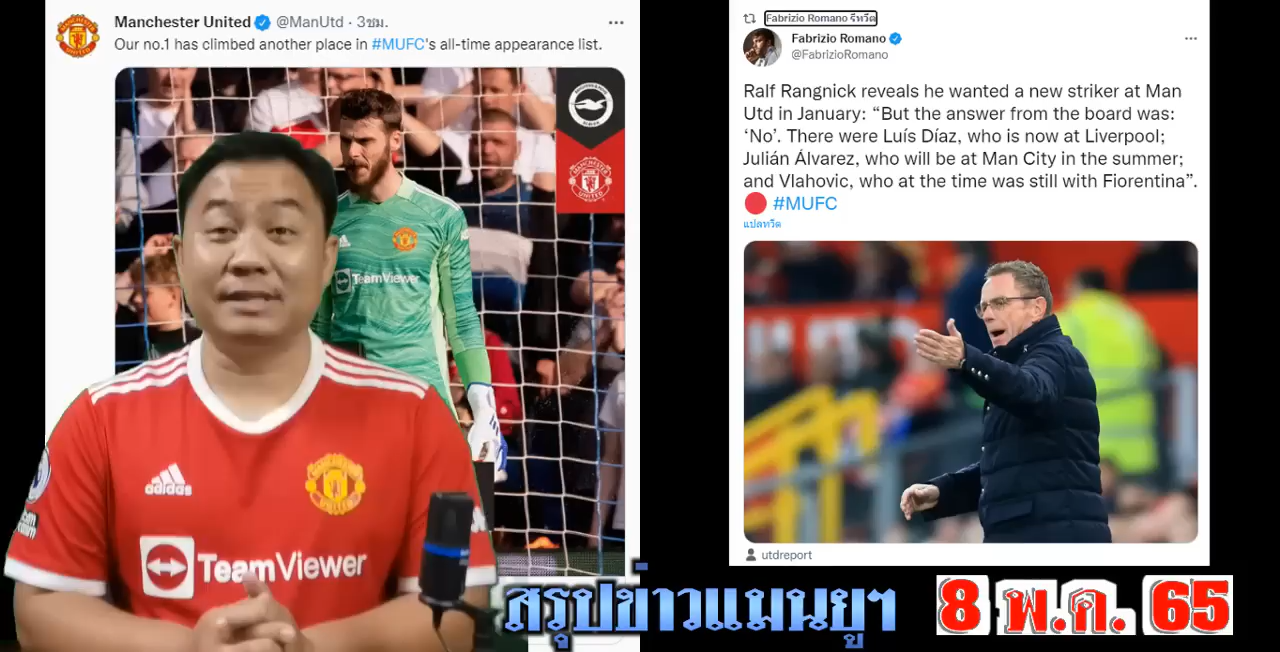 Manchester United @ManUtd · 3ชม.
Our no.1 has climbed another place in #MUFC's all-time appearance list.
TeamViewer
adidas
TeamViewer
Fabrizio Romano รีทวีต
Fabrizio Romano
@FabrizioRomano
Ralf Rangnick reveals he wanted a new striker at Man
Utd in January: “But the answer from the board was:
‘No’. There were Luís Díaz, who is now at Liverpool;
Julián Álvarez, who will be at Man City in the summer;
and Vlahovic, who at the time was still with Fiorentina”.
#MUFC
แปลทวีต
utdreport
สรุปข่าวแมนยูฯ 8 พ.ค. 65